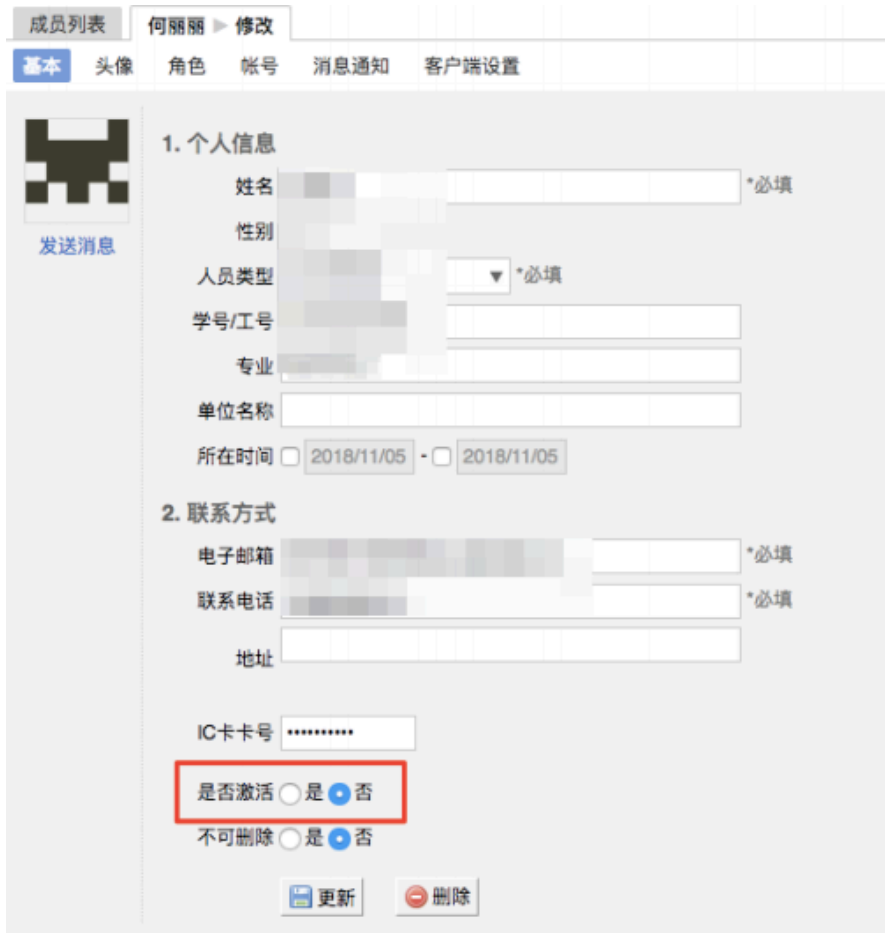 成员列表 何丽丽 ▶ 修改
基本 头像 角色 帐号 消息通知 客户端设置
发送消息
1. 个人信息
姓名 *必填
性别
人员类型 ▼ *必填
学号/工号
专业
单位名称
所在时间 2018/11/05 - 2018/11/05
2. 联系方式
电子邮箱 *必填
联系电话 *必填
地址
IC卡卡号 ••••••••••
是否激活 是 否
不可删除 是 否
更新 删除